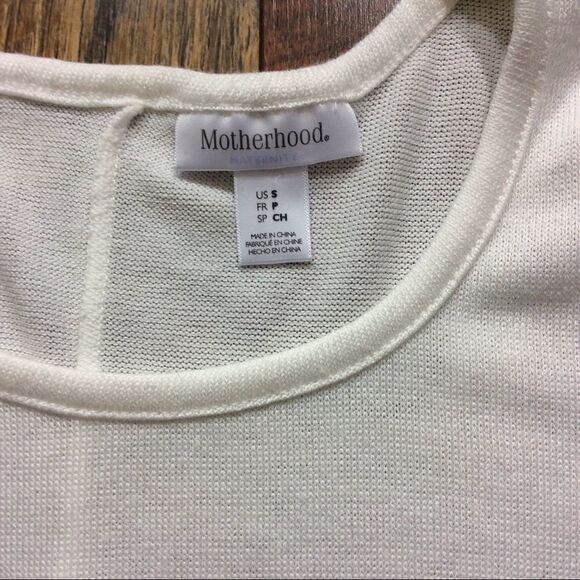 Motherhood®
MATERNITY
US S
FR P
SP CH
MADE IN CHINA
FABRIQUÉ EN CHINE
HECHO EN CHINA